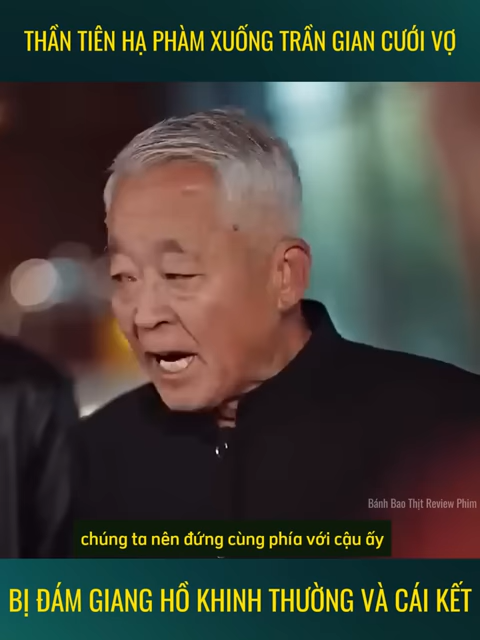 THẦN TIÊN HẠ PHÀM XUỐNG TRẦN GIAN CƯỚI VỢ
Bánh Bao Thịt Review Phim
chúng ta nên đứng cùng phía với cậu ấy
BỊ ĐÁM GIANG HỒ KHINH THƯỜNG VÀ CÁI KẾT